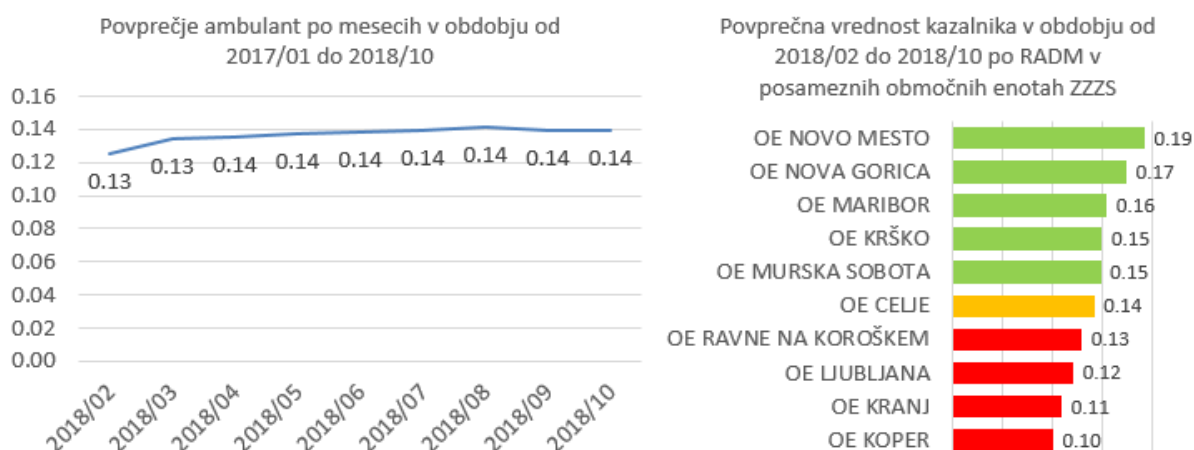 Povprečje ambulant po mesecih v obdobju od
2017/01 do 2018/10
0.16
0.14
0.12
0.10
0.08
0.06
0.04
0.02
0.00
0.13
0.13
0.14
0.14
0.14
0.14
0.14
0.14
0.14
2018/02
2018/03
2018/04
2018/05
2018/06
2018/07
2018/08
2018/09
2018/10
Povprečna vrednost kazalnika v obdobju od
2018/02 do 2018/10 po RADM v
posameznih območnih enotah ZZZS
OE NOVO MESTO 0.19
OE NOVA GORICA 0.17
OE MARIBOR 0.16
OE KRŠKO 0.15
OE MURSKA SOBOTA 0.15
OE CELJE 0.14
OE RAVNE NA KOROŠKEM 0.13
OE LJUBLJANA 0.12
OE KRANJ 0.11
OE KOPER 0.10